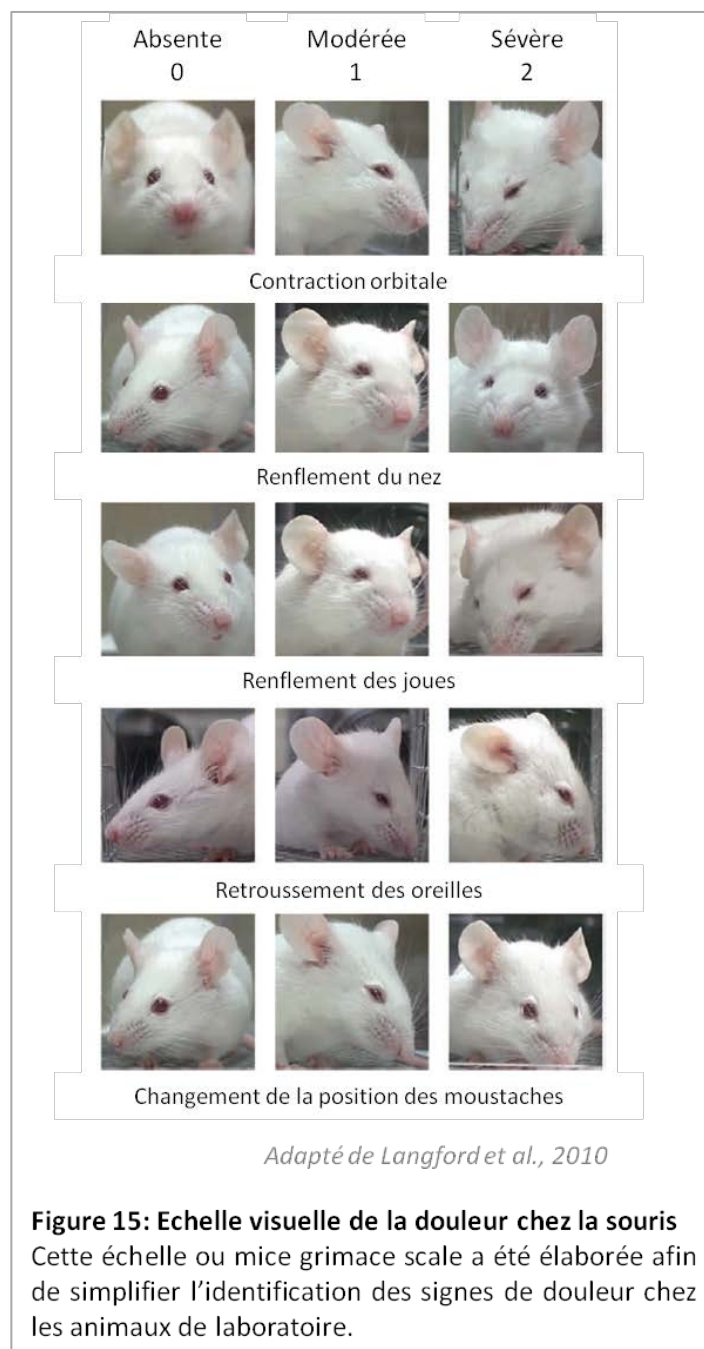 Absente Modérée Sévère
0 1 2
Contraction orbitale
Renflement du nez
Renflement des joues
Retroussement des oreilles
Changement de la position des moustaches
Adapté de Langford et al., 2010
Figure 15: Echelle visuelle de la douleur chez la souris
Cette échelle ou mice grimace scale a été élaborée afin
de simplifier l’identification des signes de douleur chez
les animaux de laboratoire.